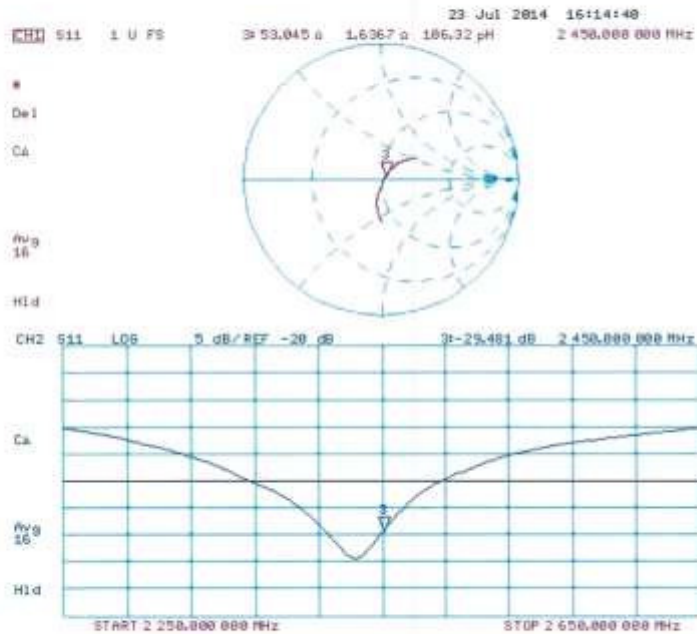 23 Jul 2014 16:14:40
CH1 S11 1 U FS 3: 53.045 Ω 1.6367 Ω 106.32 pH 2 450.000 000 MHz
*
Del
CA
Avg
16
Hld
CH2 S11 LOG 5 dB/REF -20 dB 3:-29.481 dB 2 450.000 000 MHz
CA
Avg
16
Hld
START 2 250.000 000 MHz STOP 2 650.000 000 MHz